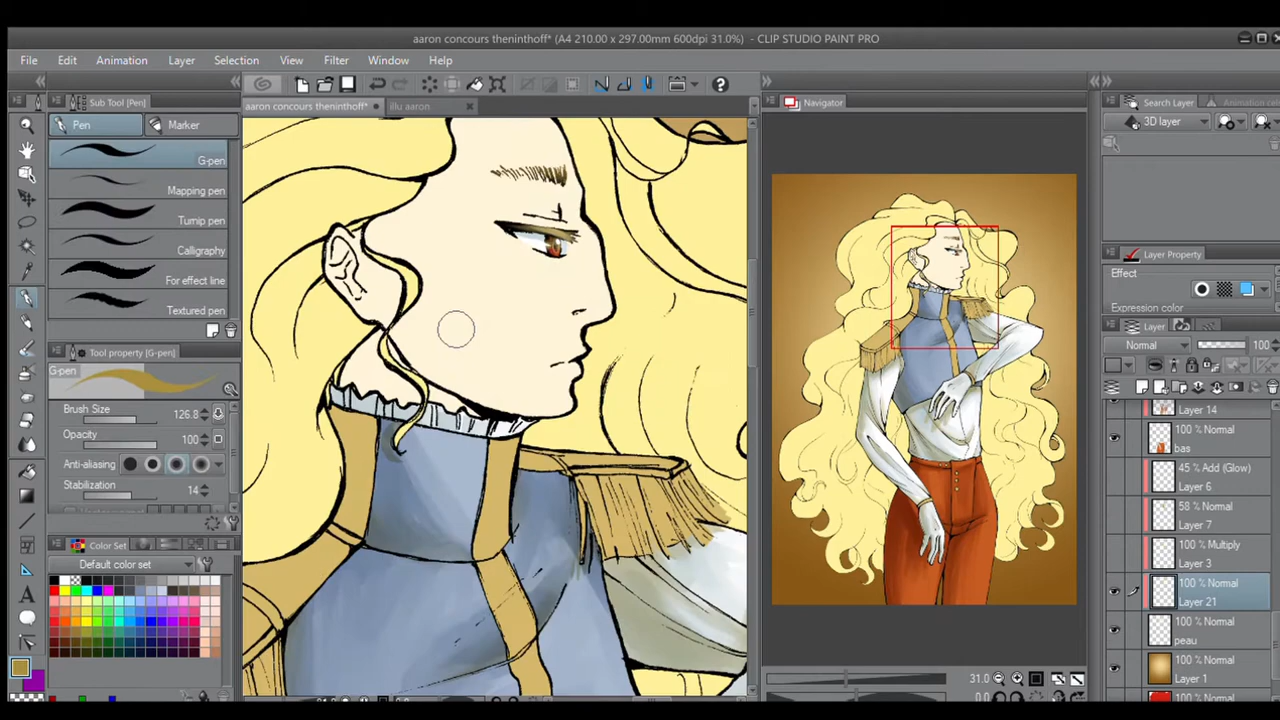 aaron concours theninthoff* (A4 210.00 x 297.00mm 600dpi 31.0%) - CLIP STUDIO PAINT PRO
File Edit Animation Layer Selection View Filter Window Help
Sub Tool [Pen]
aaron concours theninthoff* illu aaron
Navigator
Search Layer
Pen Marker
3D layer
G-pen
Mapping pen
Turnip pen
Calligraphy
For effect line
Textured pen
Layer Property
Effect
Expression color
Layer
Normal 100
Tool property [G-pen]
G-pen
Brush Size 126.8
Opacity 100
Anti-aliasing
Stabilization 14
Color Set
Default color set
Layer 14
100 % Normal
bas
45 % Add (Glow)
Layer 6
58 % Normal
Layer 7
100 % Multiply
Layer 3
100 % Normal
Layer 21
100 % Normal
peau
100 % Normal
Layer 1
100 % Normal
31.0
0.0